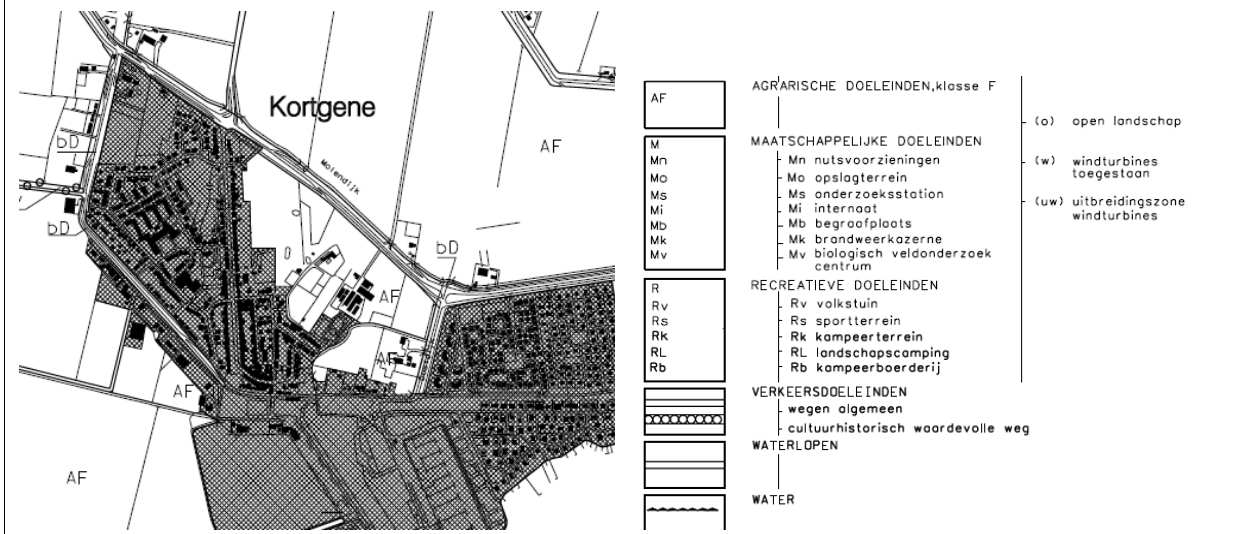 Kortgene
AF
bD
Molendijk
bD
bD
AF
AF
AF
AF
AF AGRARISCHE DOELEINDEN,klasse F
M MAATSCHAPPELIJKE DOELEINDEN
Mn Mn nutsvoorzieningen
Mo Mo opslagterrein
Ms Ms onderzoeksstation
Mi Mi internaat
Mb Mb begraafplaats
Mk Mk brandweerkazerne
Mv Mv biologisch veldonderzoek
centrum
R RECREATIEVE DOELEINDEN
Rv Rv volkstuin
Rs Rs sportterrein
Rk Rk kampeerterrein
RL RL landschapscamping
Rb Rb kampeerboerderij
VERKEERSDOELEINDEN
wegen algemeen
cultuurhistorisch waardevolle weg
WATERLOPEN
WATER
(o) open landschap
(w) windturbines
toegestaan
(uw) uitbreidingszone
windturbines